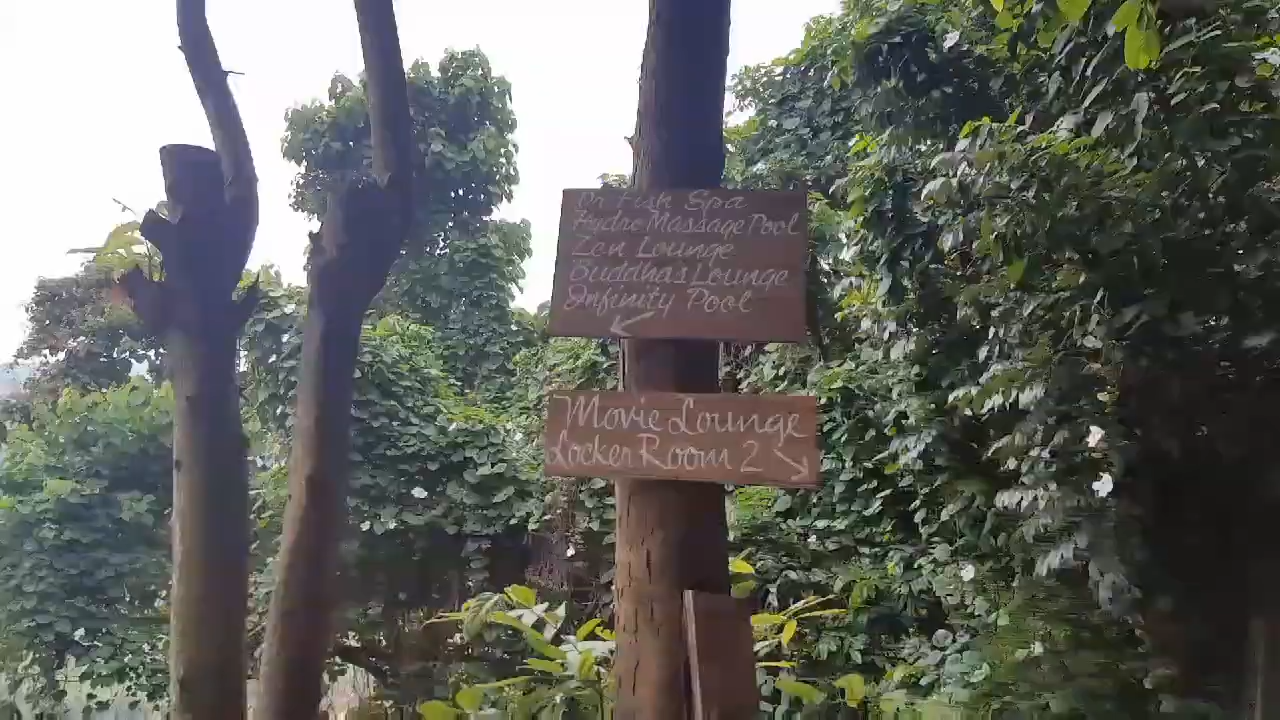 Dr. Fish Spa
Hydro Massage Pool
Zen Lounge
Buddhas Lounge
Infinity Pool
Movie Lounge
Locker Room 2